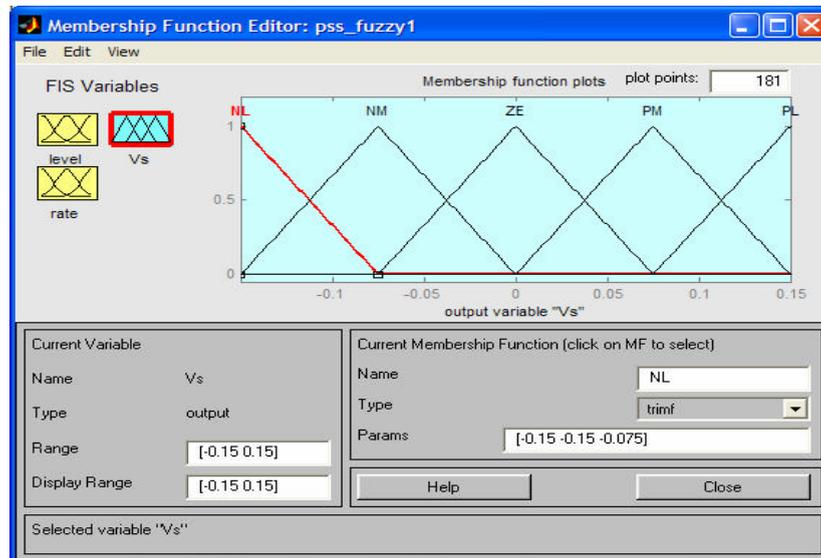 Membership Function Editor: pss_fuzzy1
File Edit View
FIS Variables
Membership function plots plot points: 181
level Vs
rate
NL NM ZE PM PL
1
0.5
0
-0.1 -0.05 0 0.05 0.1 0.15
output variable "Vs"
Current Variable
Name Vs
Type output
Range [-0.15 0.15]
Display Range [-0.15 0.15]
Current Membership Function (click on MF to select)
Name NL
Type trimf
Params [-0.15 -0.15 -0.075]
Help Close
Selected variable "Vs"